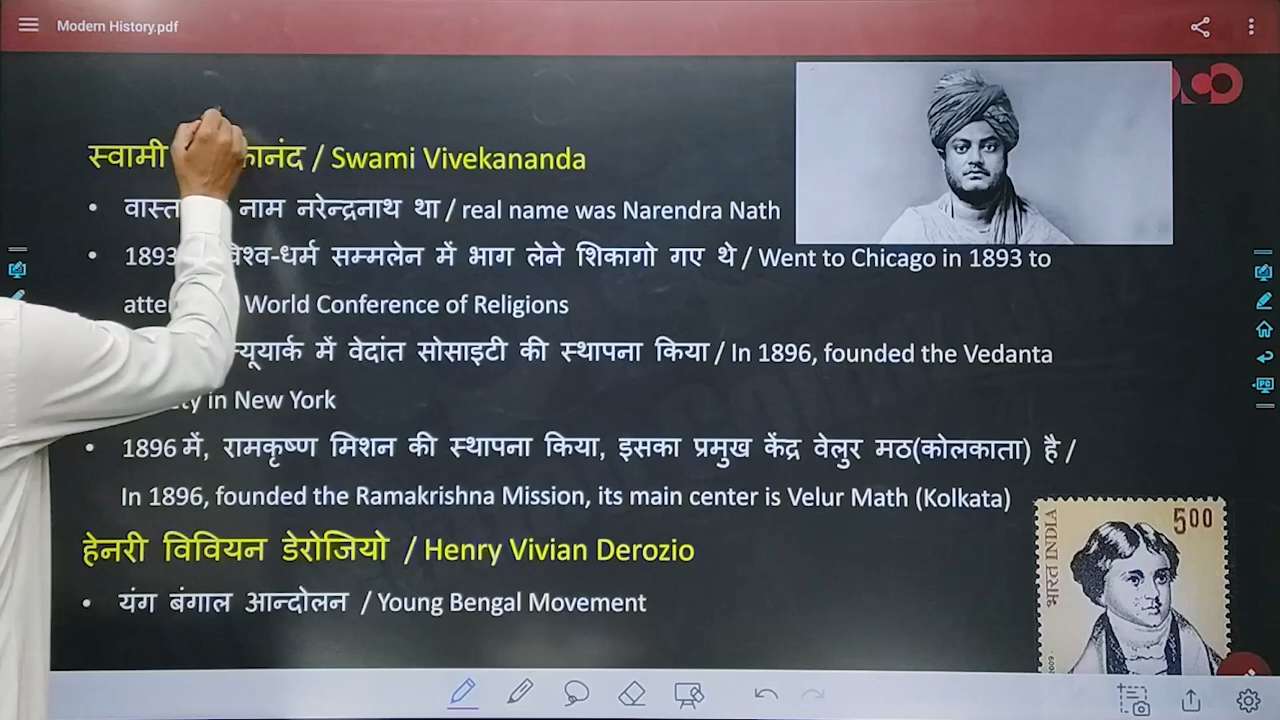 Modern History.pdf
स्वामी / Swami Vivekananda
• नाम नरेन्द्रनाथ था / real name was Narendra Nath
• 1893 विश्व-धर्म सम्मलेन में भाग लेने शिकागो गए थे / Went to Chicago in 1893 to
World Conference of Religions
में वेदांत सोसाइटी की स्थापना किया / In 1896, founded the Vedanta
in New York
• 1896 में, रामकृष्ण मिशन की स्थापना किया, इसका प्रमुख केंद्र वेलुर मठ(कोलकाता) है /
In 1896, founded the Ramakrishna Mission, its main center is Velur Math (Kolkata)
हेनरी विवियन डेरोजियो / Henry Vivian Derozio
• यंग बंगाल आन्दोलन / Young Bengal Movement
भारत INDIA
500
2009
PC